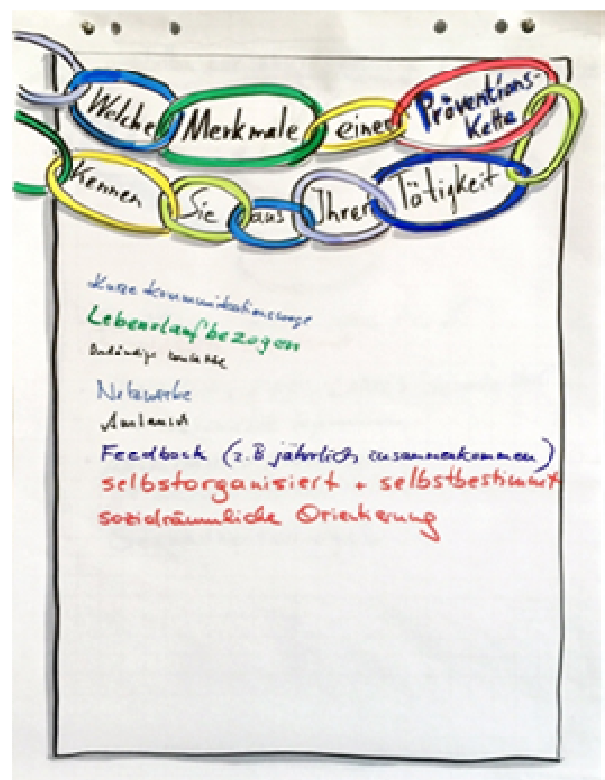 Welche Merkmale einer Präventions-
Kette
Kennen Sie aus Ihrer Tätigkeit
Kurze Kommunikationswege
Lebenslaufbezogen
Netzwerke
Austausch
Feedback (z.B jährlich zusammenkommen)
selbstorganisiert + selbstbestimmt
sozialräumliche Orientierung